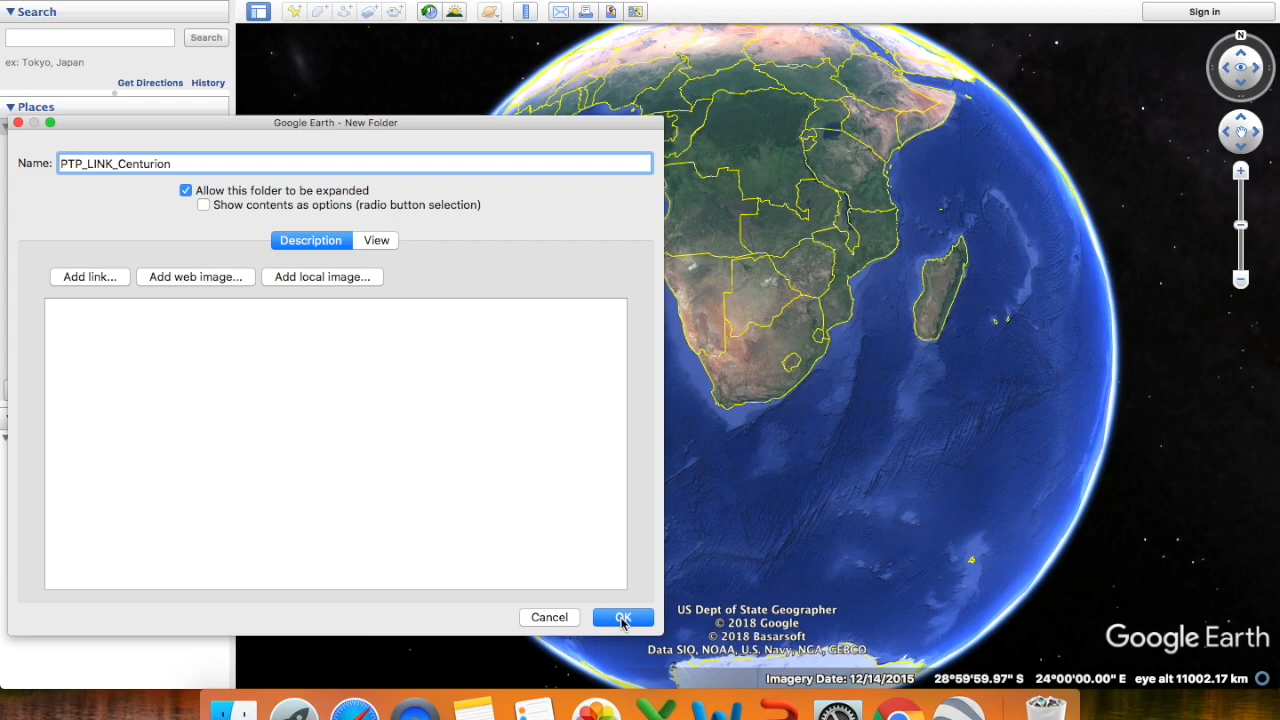 Search
Sign in
Search
ex: Tokyo, Japan
Get Directions History
Places
Google Earth - New Folder
Name: PTP_LINK_Centurion
Allow this folder to be expanded
Show contents as options (radio button selection)
Description View
Add link... Add web image... Add local image...
Cancel OK
N
US Dept of State Geographer
© 2018 Google
© 2018 Basarsoft
Data SIO, NOAA, U.S. Navy, NGA, GEBCO
Google Earth
Imagery Date: 12/14/2015 28°59'59.97" S 24°00'00.00" E eye alt 11002.17 km